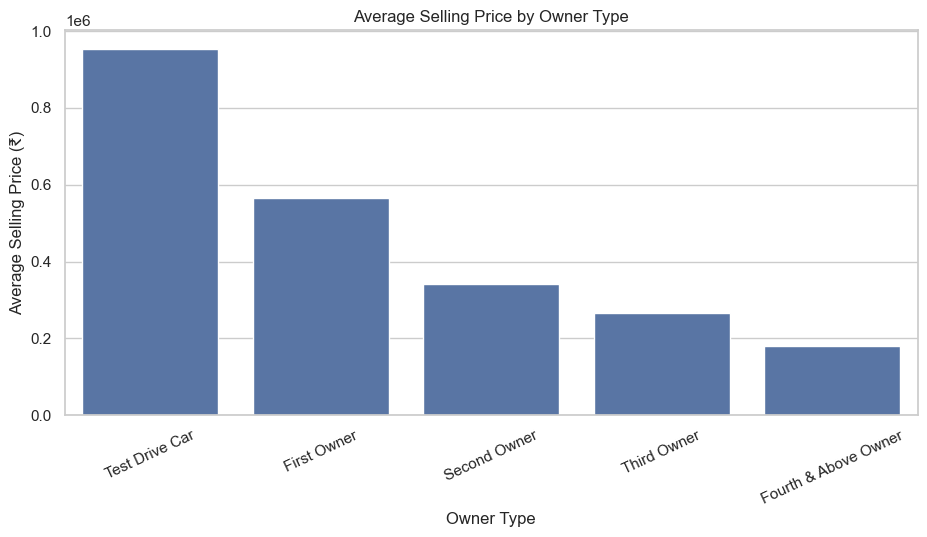 Average Selling Price by Owner Type
1e6
1.0
0.8
0.6
0.4
0.2
0.0
Average Selling Price (₹)
Test Drive Car
First Owner
Second Owner
Third Owner
Fourth & Above Owner
Owner Type